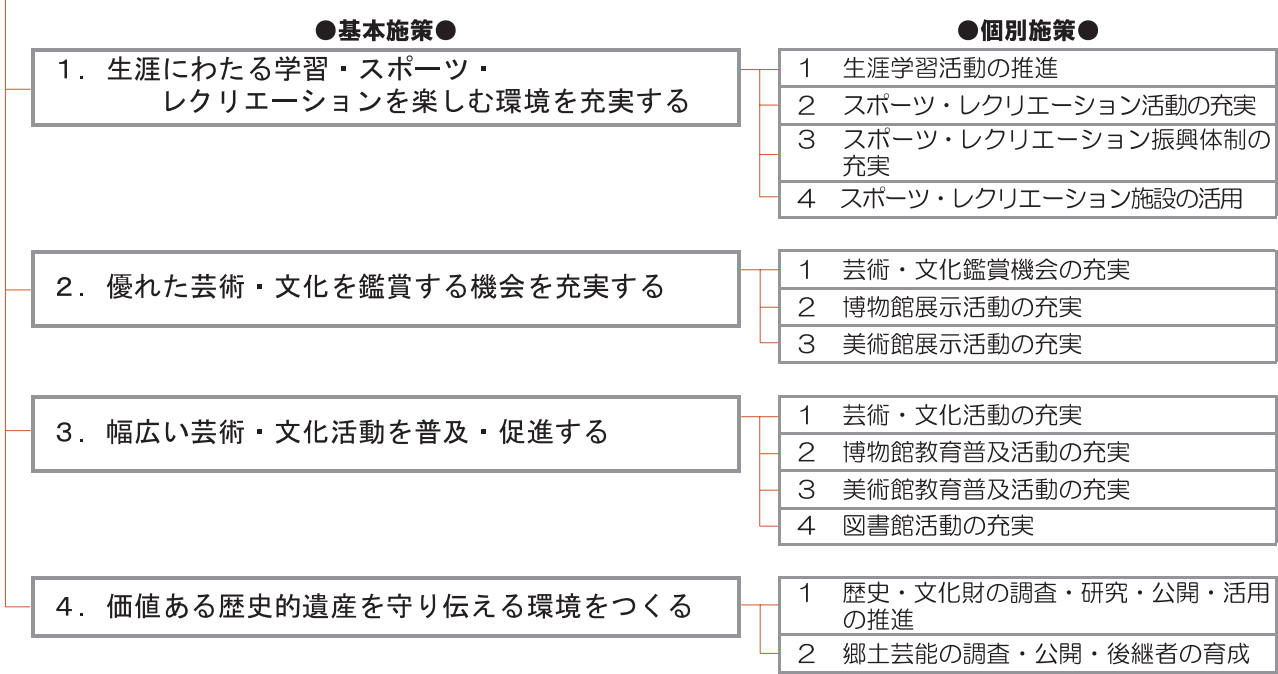 ●基本施策●
●個別施策●
1. 生涯にわたる学習・スポーツ・
レクリエーションを楽しむ環境を充実する
1 生涯学習活動の推進
2 スポーツ・レクリエーション活動の充実
3 スポーツ・レクリエーション振興体制の
充実
4 スポーツ・レクリエーション施設の活用
2. 優れた芸術・文化を鑑賞する機会を充実する
1 芸術・文化鑑賞機会の充実
2 博物館展示活動の充実
3 美術館展示活動の充実
3. 幅広い芸術・文化活動を普及・促進する
1 芸術・文化活動の充実
2 博物館教育普及活動の充実
3 美術館教育普及活動の充実
4 図書館活動の充実
4. 価値ある歴史的遺産を守り伝える環境をつくる
1 歴史・文化財の調査・研究・公開・活用
の推進
2 郷土芸能の調査・公開・後継者の育成